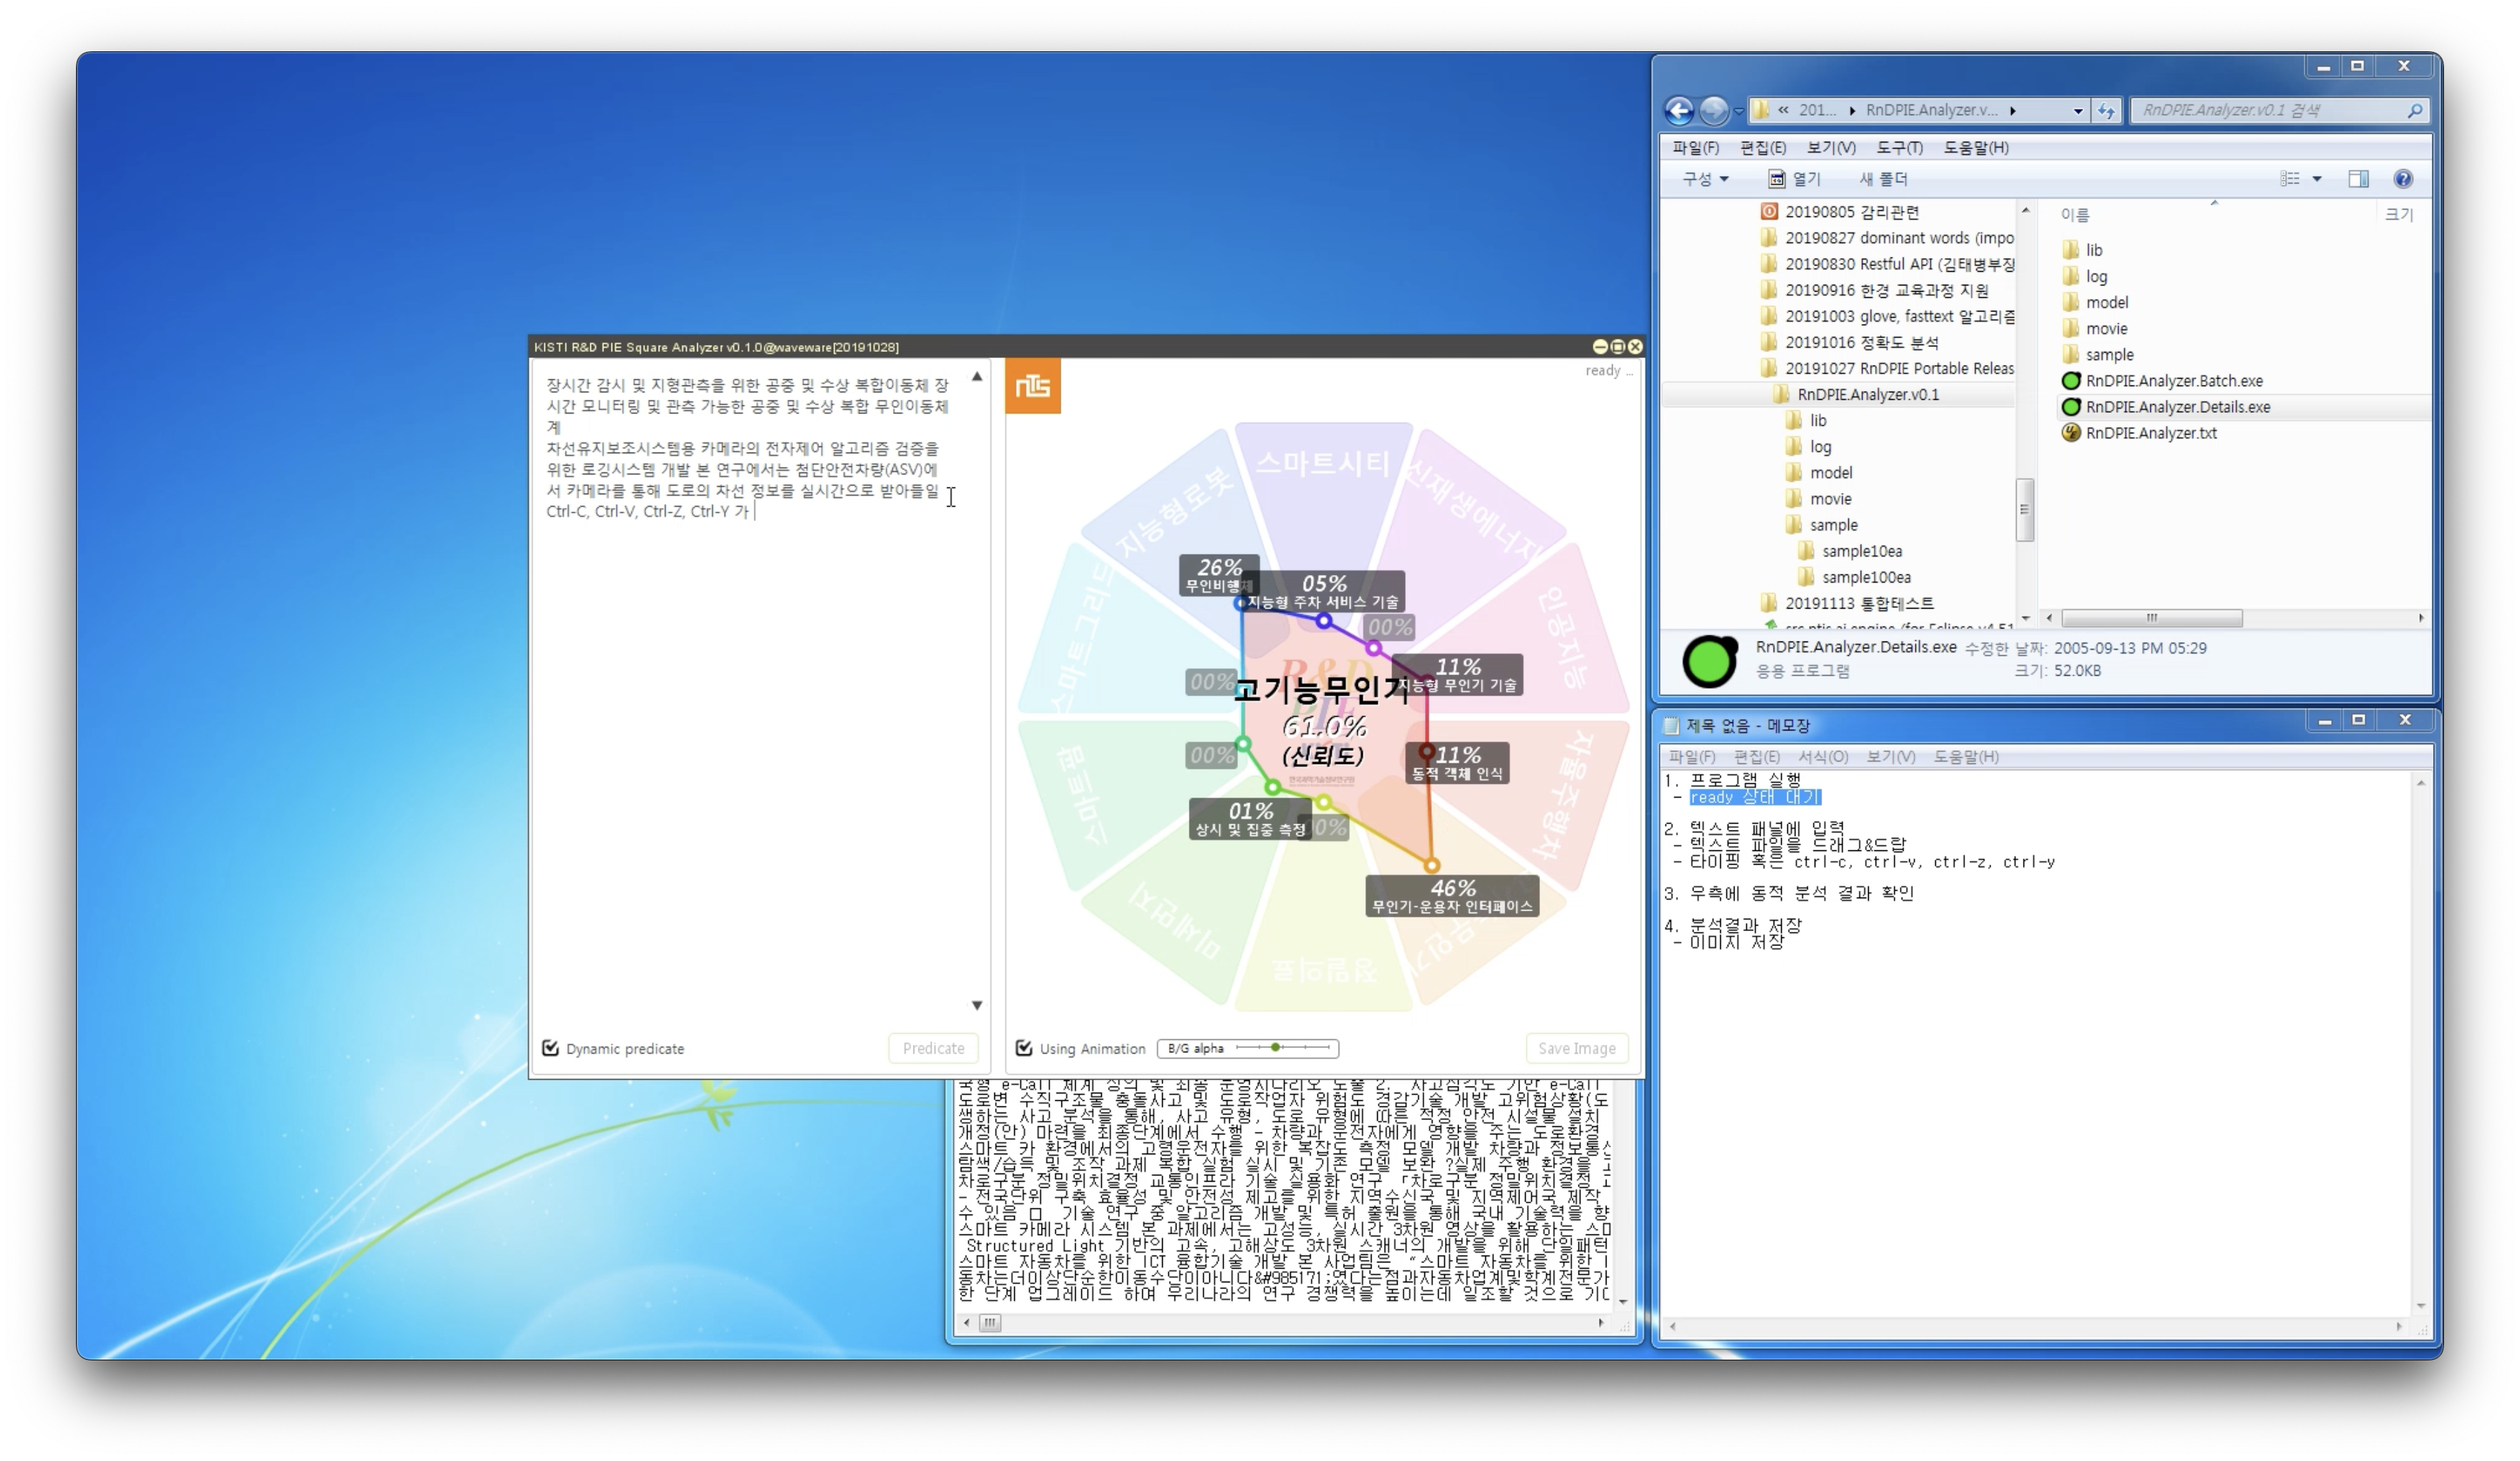 KISTI R&D PIE Square Analyzer v0.1.0@waveware[20191028]
장시간 감시 및 지형관측을 위한 공중 및 수상 복합이동체 장
시간 모니터링 및 관측 가능한 공중 및 수상 복합 무인이동체
계
차선유지보조시스템용 카메라의 전자제어 알고리즘 검증을
위한 로깅시스템 개발 본 연구에서는 첨단안전차량(ASV)에
서 카메라를 통해 도로의 차선 정보를 실시간으로 받아들일
Ctrl-C, Ctrl-V, Ctrl-Z, Ctrl-Y 가
Dynamic predicate
Predicate
ready ...
스마트시티
신재생에너지
인공지능
자율주행차
정밀의료
미세먼지
스마트팜
스마트그리드
지능형로봇
26%
무인비행체
05%
지능형 주차 서비스 기술
00%
11%
지능형 무인기 기술
11%
동적 객체 인식
46%
무인기-운용자 인터페이스
01%
상시 및 집중 측정
00%
00%
고기능무인기
61.0%
(신뢰도)
R&D
PIE
Using Animation
B/G alpha
Save Image
« 201... RnDPIE.Analyzer.v...
RnDPIE.Analyzer.v0.1 검색
파일(F) 편집(E) 보기(V) 도구(T) 도움말(H)
구성 열기 새 폴더
20190805 감리관련
20190827 dominant words (impo
20190830 Restful API (김태병부장
20190916 한경 교육과정 지원
20191003 glove, fasttext 알고리즘
20191016 정확도 분석
20191027 RnDPIE Portable Releas
RnDPIE.Analyzer.v0.1
lib
log
model
movie
sample
sample10ea
sample100ea
20191113 통합테스트
이름 크기
lib
log
model
movie
sample
RnDPIE.Analyzer.Batch.exe
RnDPIE.Analyzer.Details.exe
RnDPIE.Analyzer.txt
RnDPIE.Analyzer.Details.exe 수정한 날짜: 2005-09-13 PM 05:29
응용 프로그램 크기: 52.0KB
제목 없음 - 메모장
파일(F) 편집(E) 서식(O) 보기(V) 도움말(H)
1. 프로그램 실행
- ready 상태 대기
2. 텍스트 패널에 입력
- 텍스트 파일을 드래그&드랍
- 타이핑 혹은 ctrl-c, ctrl-v, ctrl-z, ctrl-y
3. 우측에 동적 분석 결과 확인
4. 분석결과 저장
- 이미지 저장
도로변 수직구조물 충돌사고 및 도로작업자 위험도 경감기술 개발 고위험상황(도
생하는 사고 분석을 통해, 사고 유형, 도로 유형에 따른 적정 안전 시설물 설치
개정(안) 마련을 최종단계에서 수행 - 차량과 운전자에게 영향을 주는 도로환경
스마트 카 환경에서의 고령운전자를 위한 복잡도 측정 모델 개발 차량과 정보통신
탐색/습득 및 조작 과제 복합 실험 실시 및 기존 모델 보완 ?실제 주행 환경을
차로구분 정밀위치결정 교통인프라 기술 실용화 연구 「차로구분 정밀위치결정
- 전국단위 구축 효율성 및 안전성 제고를 위한 지역수신국 및 지역제어국 제작
수 있음 □ 기술 연구 중 알고리즘 개발 및 특허 출원을 통해 국내 기술력을 향
스마트 카메라 시스템 본 과제에서는 고성능, 실시간 3차원 영상을 활용하는
Structured Light 기반의 고속, 고해상도 3차원 스캐너의 개발을 위해 단일패턴
스마트 자동차를 위한 ICT 융합기술 개발 본 사업팀은 “스마트 자동차를 위한
동차는더이상단순한이동수단이아니다&#985171;였다는점과자동차업계및학계전문가
한 단계 업그레이드 하여 우리나라의 연구 경쟁력을 높이는데 일조할 것으로